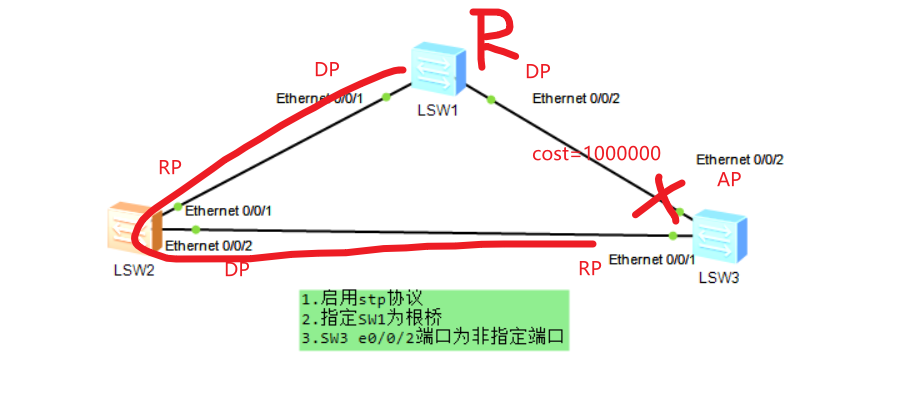 R
DP
DP
Ethernet 0/0/1
Ethernet 0/0/2
LSW1
cost=1000000
Ethernet 0/0/2
RP
AP
Ethernet 0/0/1
Ethernet 0/0/2
Ethernet 0/0/1
LSW2
DP
RP
LSW3
1.启用stp协议
2.指定SW1为根桥
3.SW3 e0/0/2端口为非指定端口